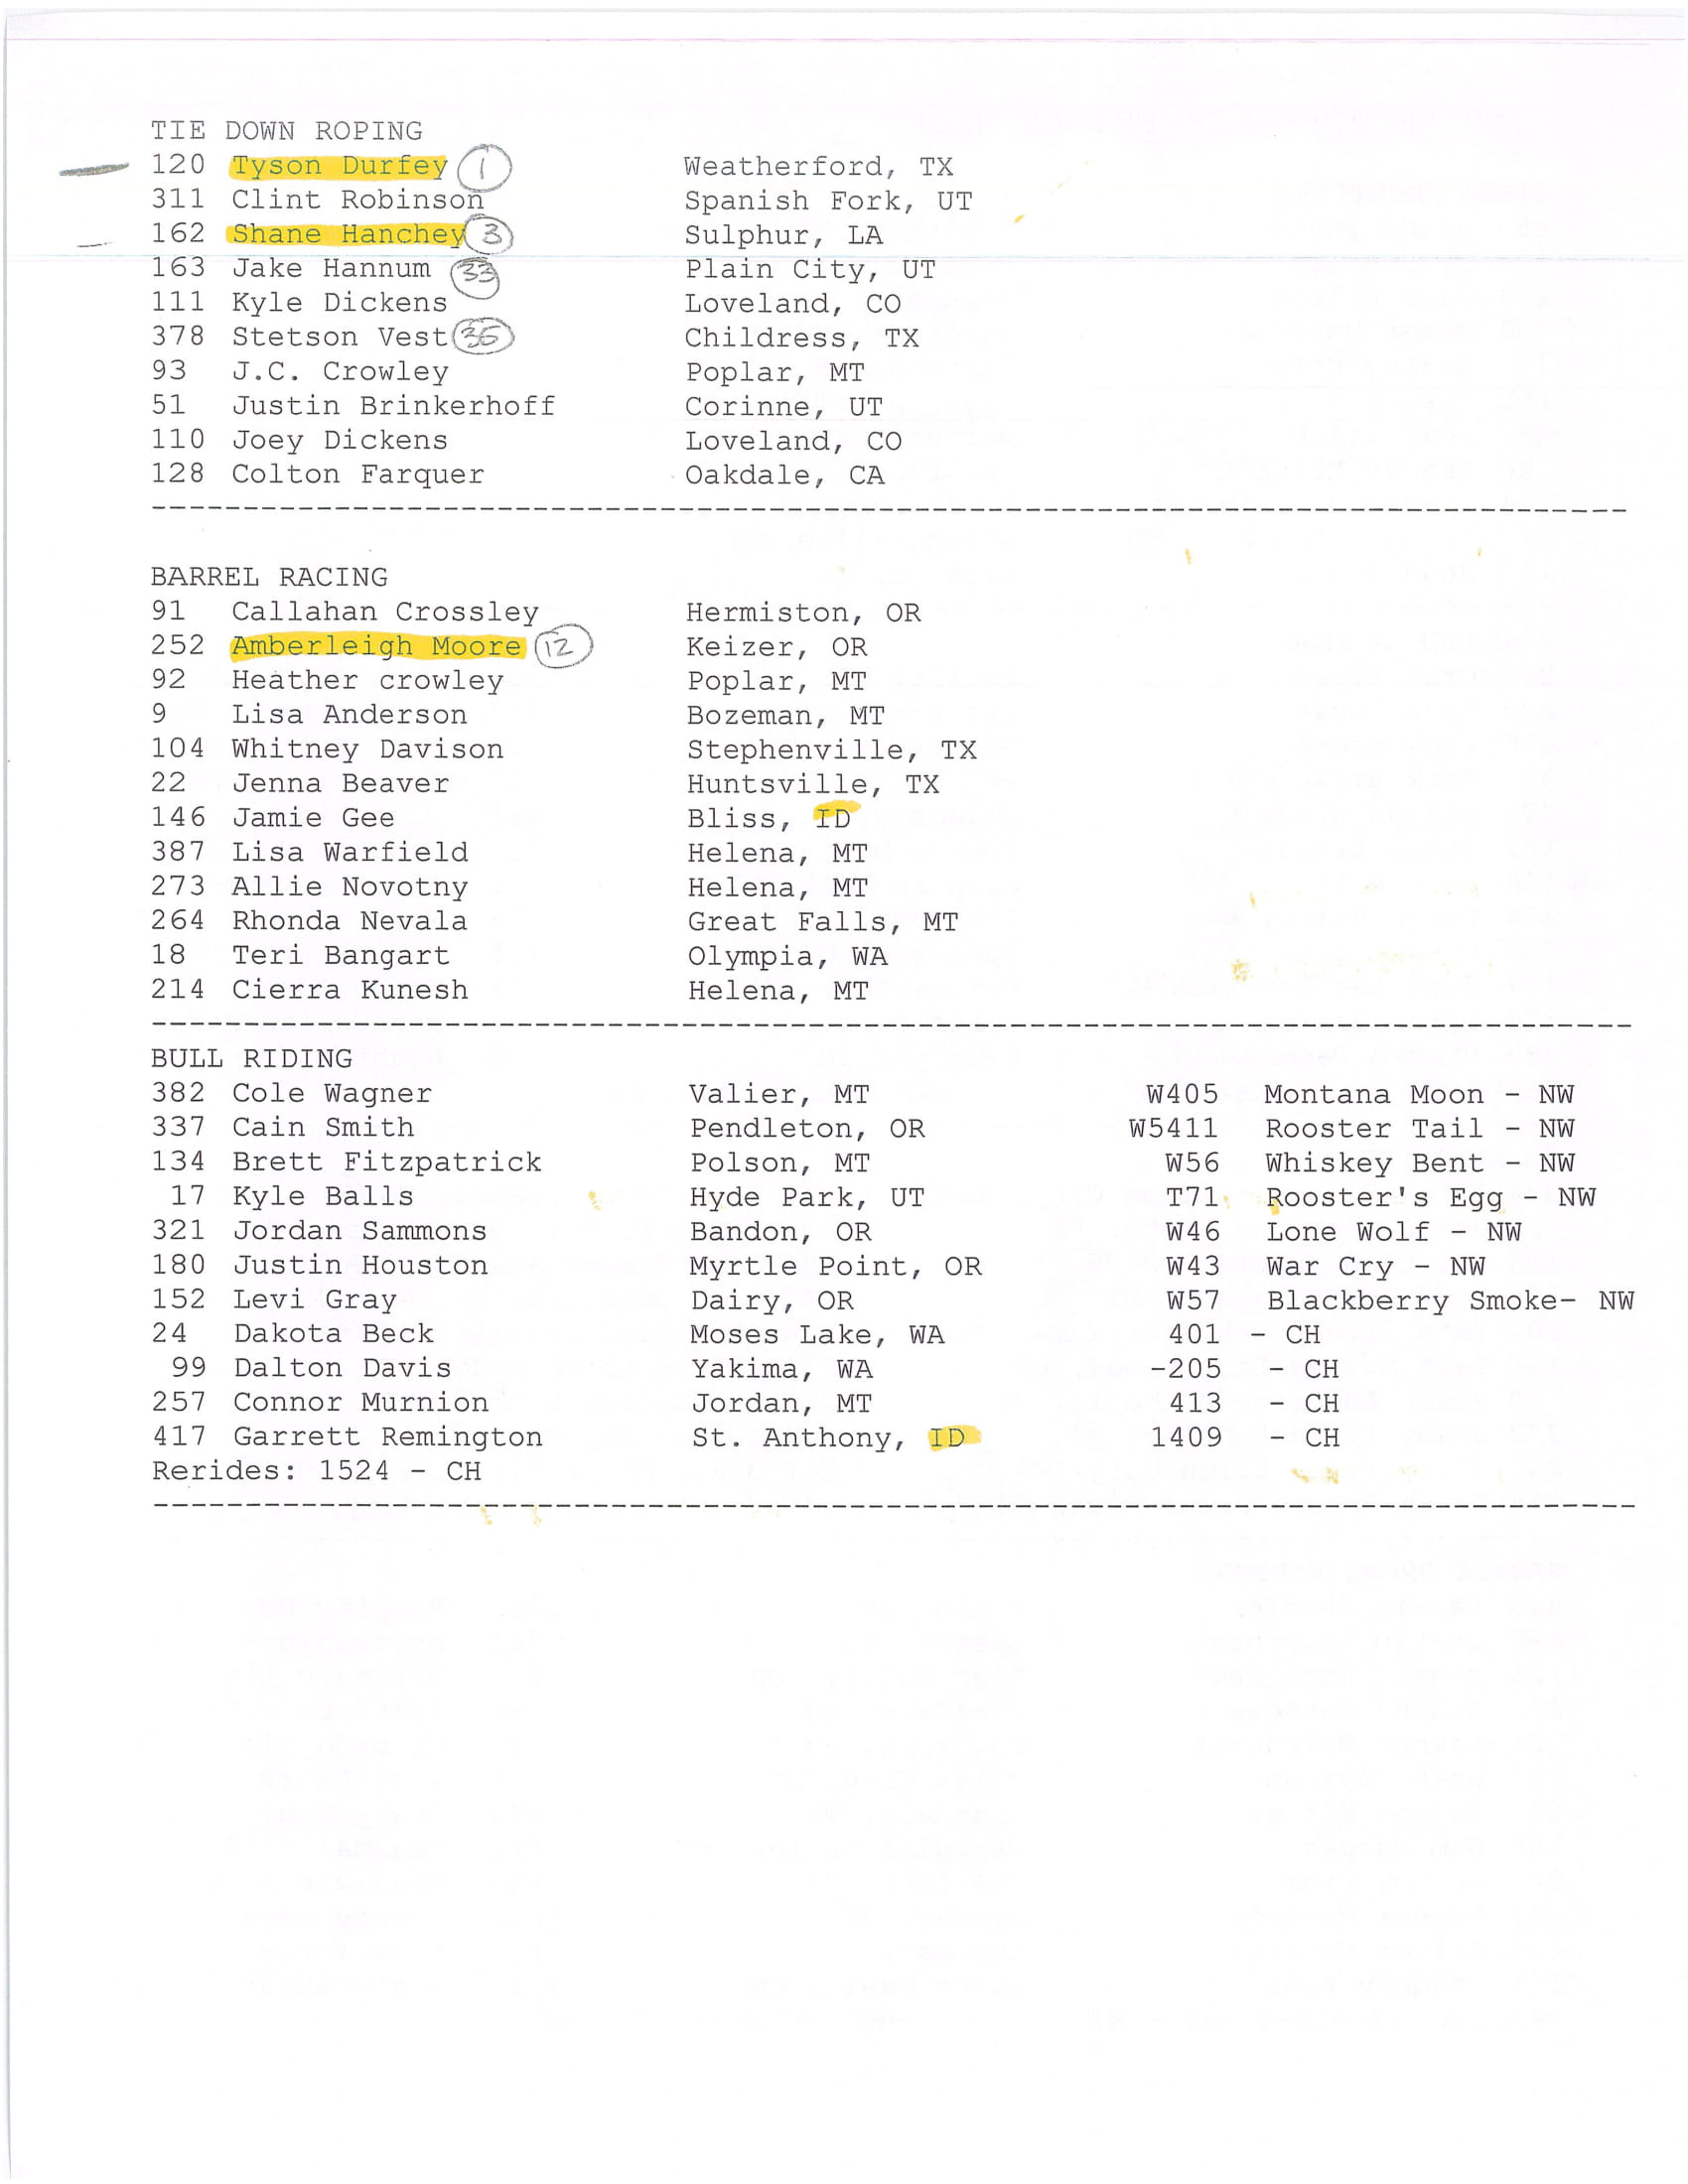 TIE DOWN ROPING
120 Tyson Durfey 1 Weatherford, TX
311 Clint Robinson Spanish Fork, UT
162 Shane Hanchey 3 Sulphur, LA
163 Jake Hannum 33 Plain City, UT
111 Kyle Dickens Loveland, CO
378 Stetson Vest 36 Childress, TX
93 J.C. Crowley Poplar, MT
51 Justin Brinkerhoff Corinne, UT
110 Joey Dickens Loveland, CO
128 Colton Farquer Oakdale, CA
BARREL RACING
91 Callahan Crossley Hermiston, OR
252 Amberleigh Moore 12 Keizer, OR
92 Heather crowley Poplar, MT
9 Lisa Anderson Bozeman, MT
104 Whitney Davison Stephenville, TX
22 Jenna Beaver Huntsville, TX
146 Jamie Gee Bliss, ID
387 Lisa Warfield Helena, MT
273 Allie Novotny Helena, MT
264 Rhonda Nevala Great Falls, MT
18 Teri Bangart Olympia, WA
214 Cierra Kunesh Helena, MT
BULL RIDING
382 Cole Wagner Valier, MT W405 Montana Moon - NW
337 Cain Smith Pendleton, OR W5411 Rooster Tail - NW
134 Brett Fitzpatrick Polson, MT W56 Whiskey Bent - NW
17 Kyle Balls Hyde Park, UT T71 Rooster's Egg - NW
321 Jordan Sammons Bandon, OR W46 Lone Wolf - NW
180 Justin Houston Myrtle Point, OR W43 War Cry - NW
152 Levi Gray Dairy, OR W57 Blackberry Smoke- NW
24 Dakota Beck Moses Lake, WA 401 - CH
99 Dalton Davis Yakima, WA -205 - CH
257 Connor Murnion Jordan, MT 413 - CH
417 Garrett Remington St. Anthony, ID 1409 - CH
Rerides: 1524 - CH